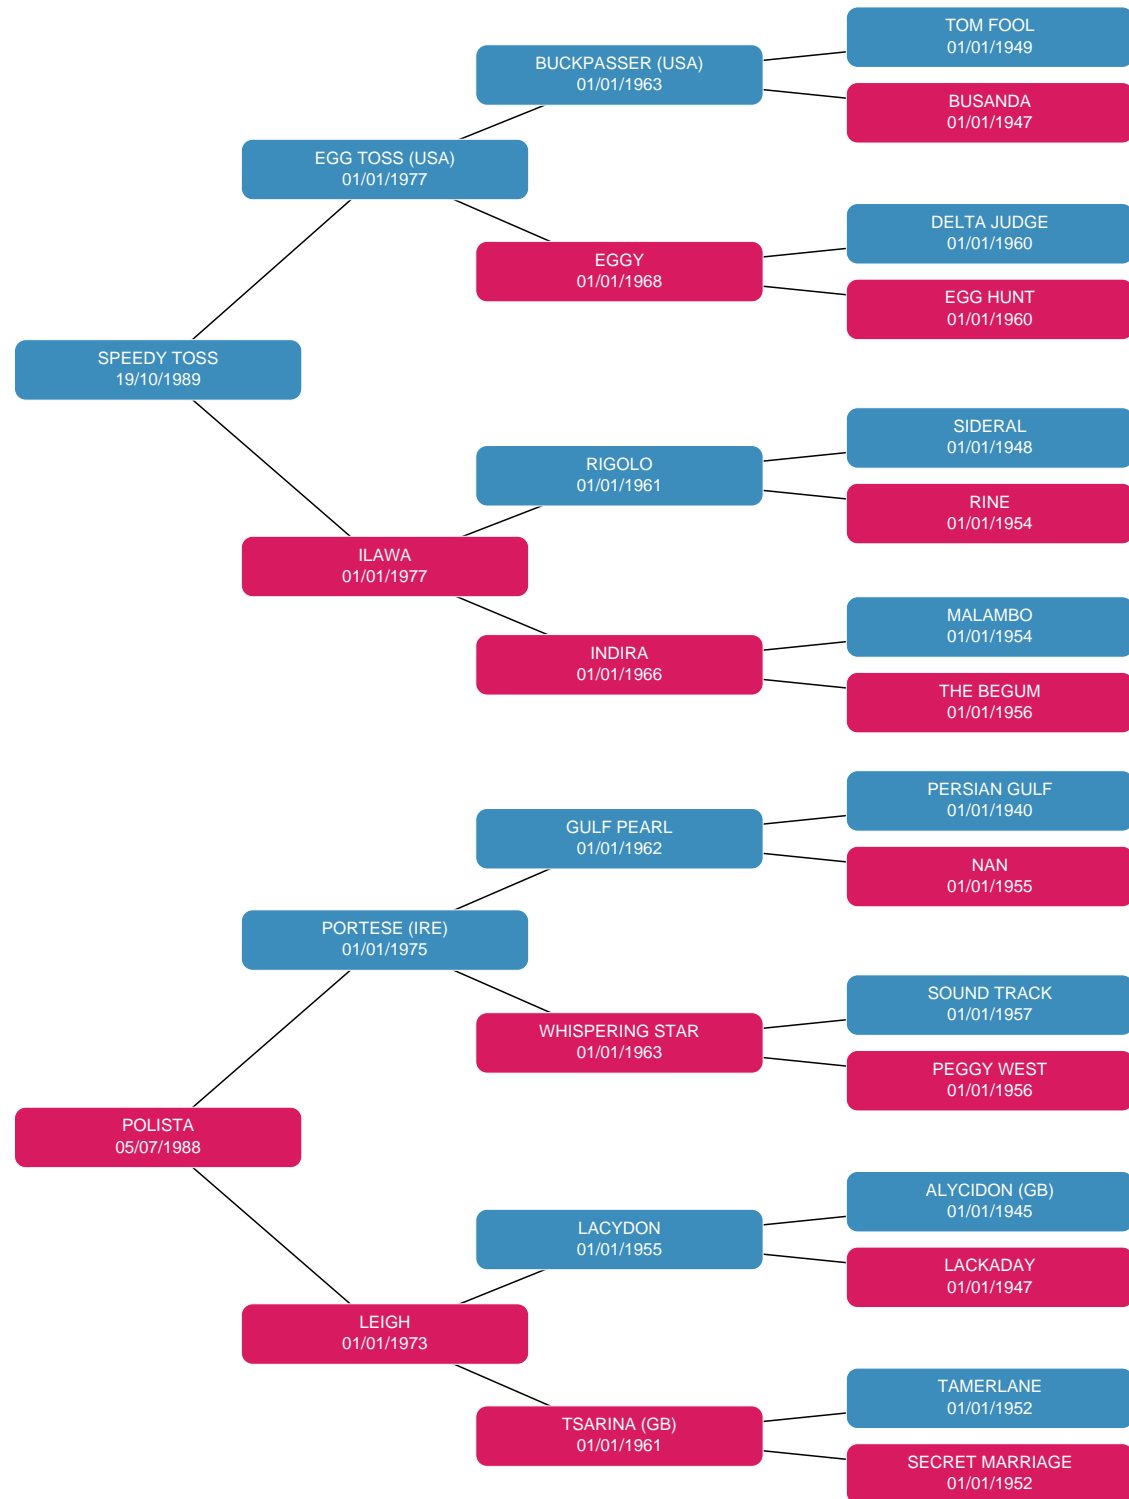 TOM FOOL
01/01/1949
BUCKPASSER (USA)
01/01/1963
BUSANDA
01/01/1947
EGG TOSS (USA)
01/01/1977
DELTA JUDGE
01/01/1960
EGGY
01/01/1968
EGG HUNT
01/01/1960
SPEEDY TOSS
19/10/1989
SIDERAL
01/01/1948
RIGOLO
01/01/1961
RINE
01/01/1954
ILAWA
01/01/1977
MALAMBO
01/01/1954
INDIRA
01/01/1966
THE BEGUM
01/01/1956
PERSIAN GULF
01/01/1940
GULF PEARL
01/01/1962
NAN
01/01/1955
PORTESE (IRE)
01/01/1975
SOUND TRACK
01/01/1957
WHISPERING STAR
01/01/1963
PEGGY WEST
01/01/1956
POLISTA
05/07/1988
ALYCIDON (GB)
01/01/1945
LACYDON
01/01/1955
LACKADAY
01/01/1947
LEIGH
01/01/1973
TAMERLANE
01/01/1952
TSARINA (GB)
01/01/1961
SECRET MARRIAGE
01/01/1952